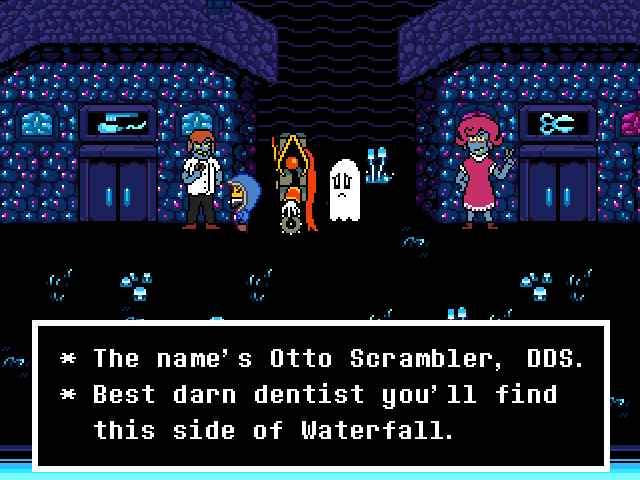 * The name's Otto Scrambler, DDS.
* Best darn dentist you'll find
this side of Waterfall.